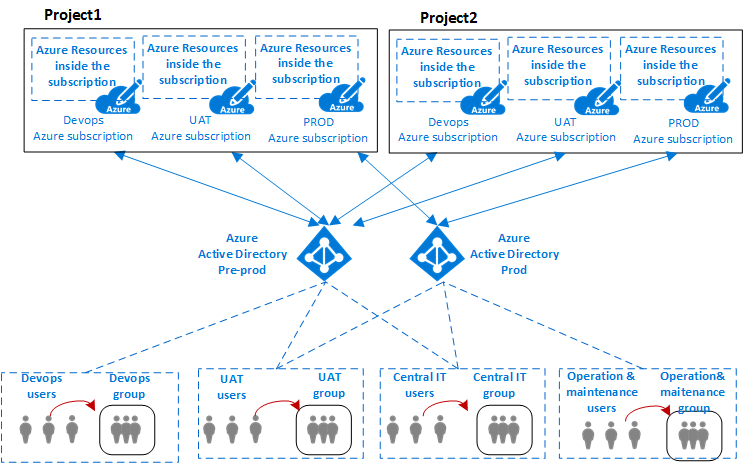 Project1
Project2
Azure Resources
inside the
subscription
Azure Resources
inside the
subscription
Azure Resources
inside the
subscription
Azure Resources
inside the
subscription
Azure Resources
inside the
subscription
Azure Resources
inside the
subscription
Azure
Azure
Azure
Azure
Azure
Azure
Devops
Azure subscription
UAT
Azure subscription
PROD
Azure subscription
Devops
Azure subscription
UAT
Azure subscription
PROD
Azure subscription
Azure
Active Directory
Pre-prod
Azure
Active Directory
Prod
Devops
users
Devops
group
UAT
users
UAT
group
Central IT
users
Central IT
group
Operation &
maintenance
users
Operation&
maitenance
group